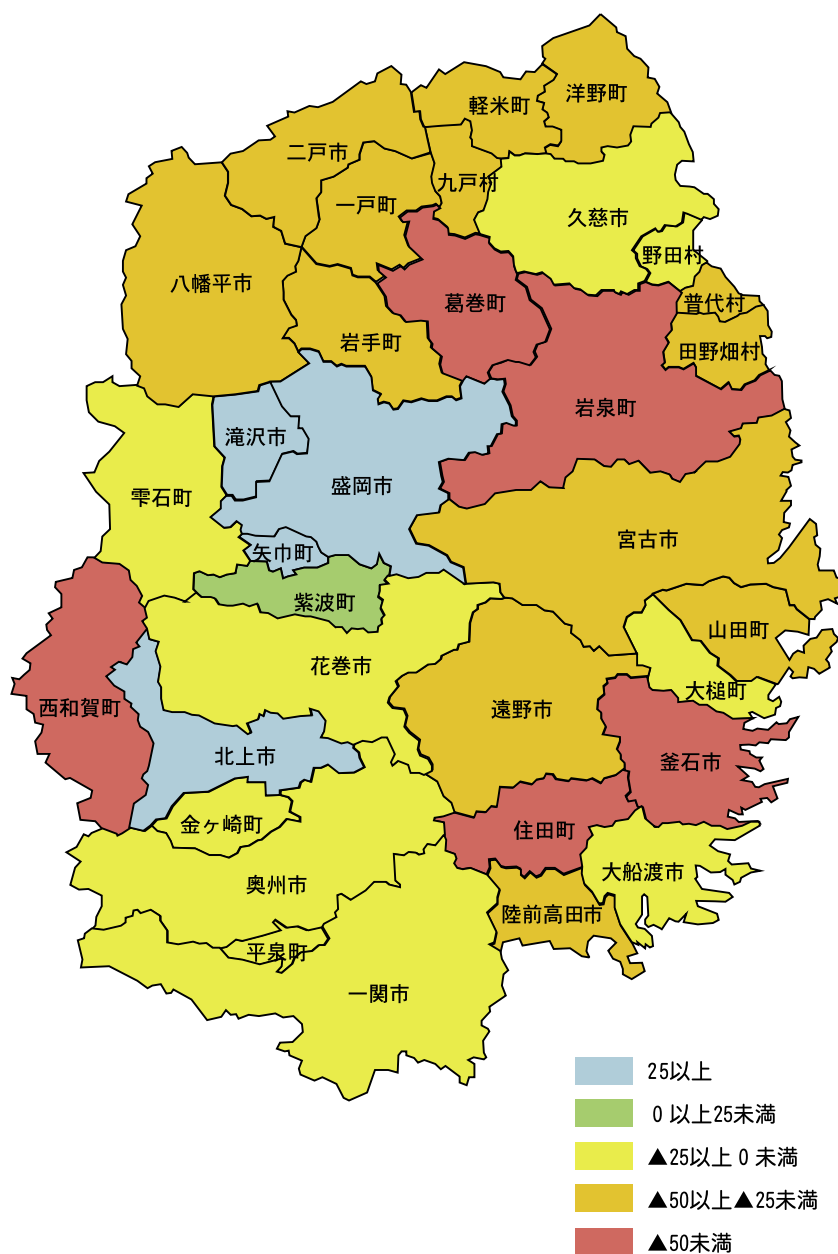 洋野町
軽米町
二戸市
九戸村
一戸町
久慈市
野田村
八幡平市
葛巻町
普代村
岩手町
田野畑村
岩泉町
滝沢市
盛岡市
雫石町
宮古市
矢巾町
紫波町
山田町
花巻市
大槌町
西和賀町
遠野市
北上市
釜石市
金ヶ崎町
住田町
大船渡市
奥州市
陸前高田市
平泉町
一関市
25以上
0以上25未満
▲25以上0未満
▲50以上▲25未満
▲50未満